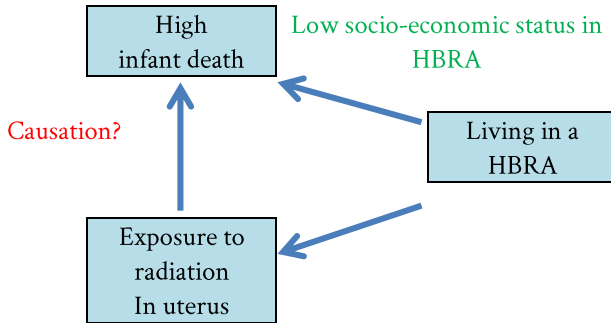 High
infant death
Low socio-economic status in
HBRA
Causation?
Living in a
HBRA
Exposure to
radiation
In uterus